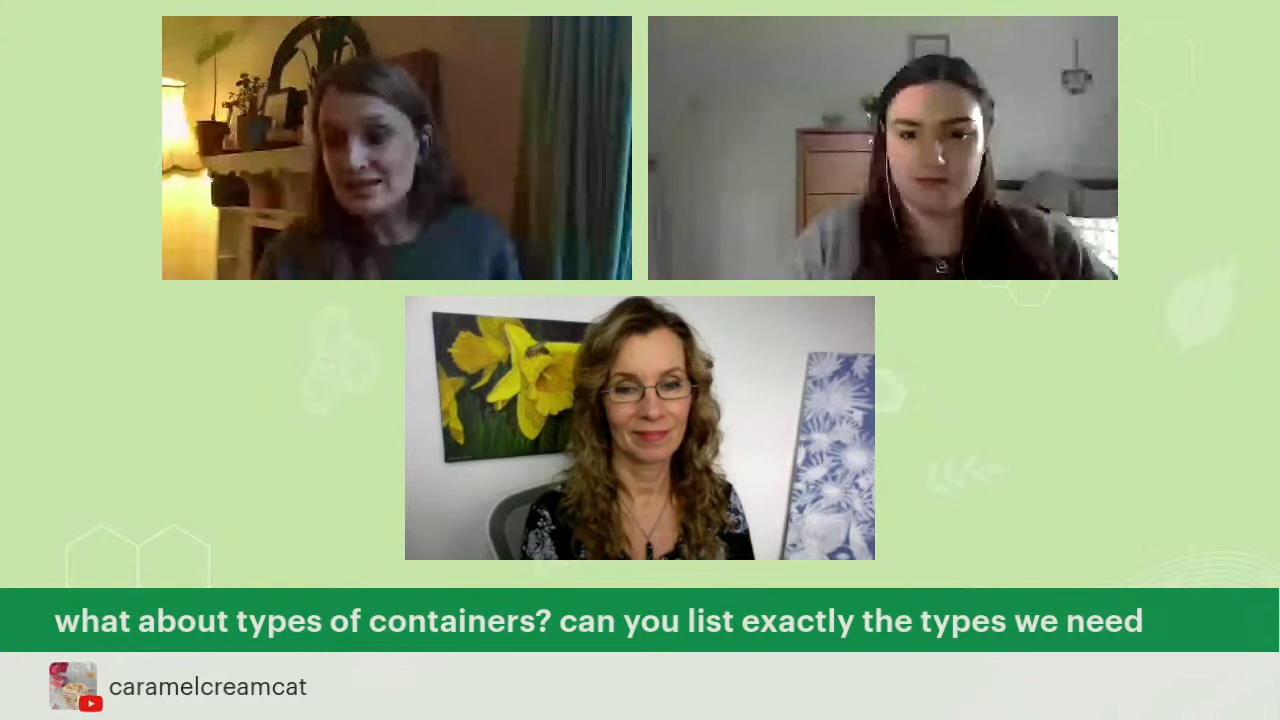 what about types of containers? can you list exactly the types we need
caramelcreamcat